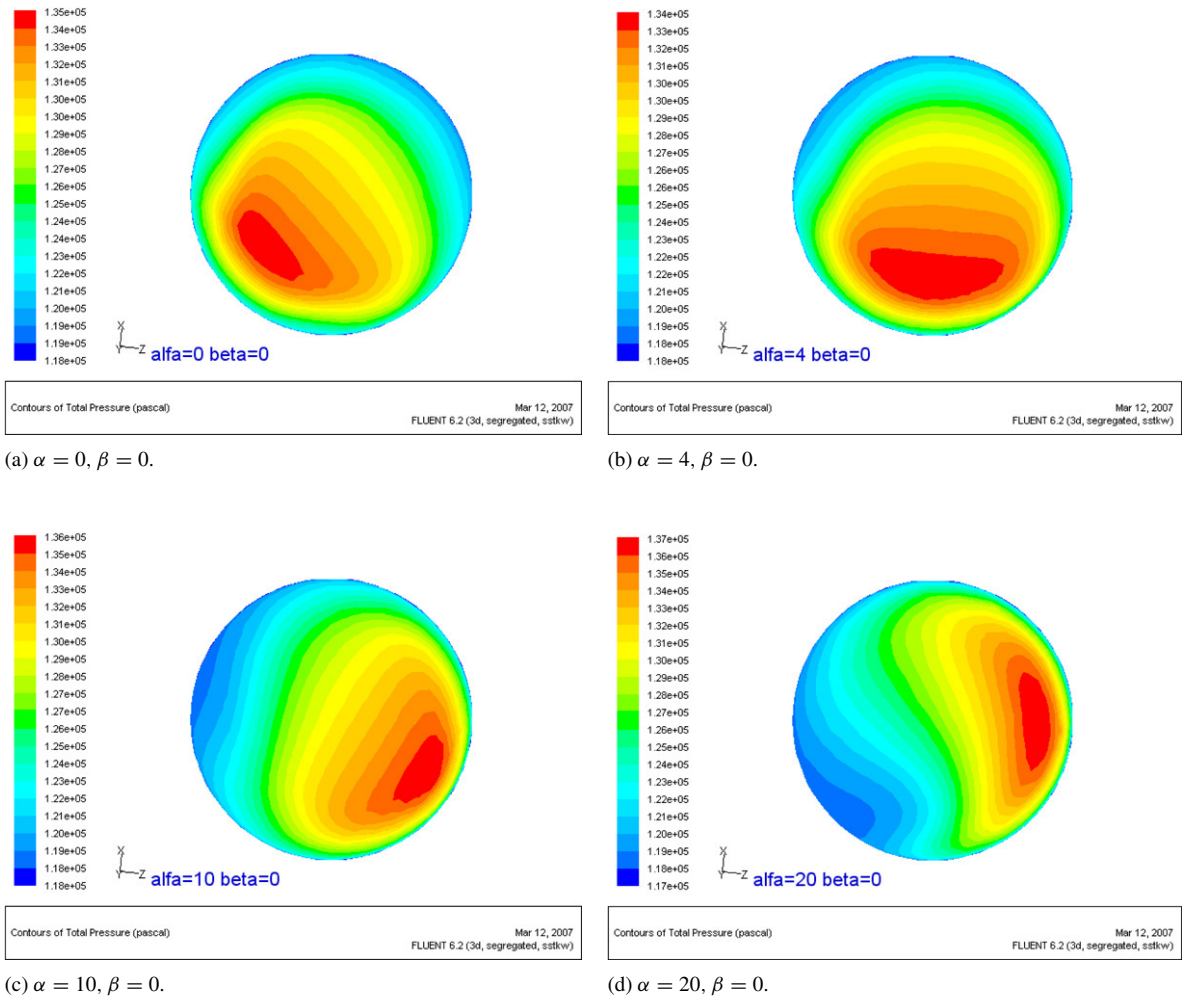 1.35e+05
1.34e+05
1.33e+05
1.32e+05
1.31e+05
1.30e+05
1.30e+05
1.29e+05
1.28e+05
1.27e+05
1.26e+05
1.25e+05
1.24e+05
1.24e+05
1.23e+05
1.22e+05
1.21e+05
1.20e+05
1.19e+05
1.19e+05
1.18e+05
X
Y Z
alfa=0 beta=0
Contours of Total Pressure (pascal)
Mar 12, 2007
FLUENT 6.2 (3d, segregated, sstkw)
(a) α = 0, β = 0.
1.34e+05
1.33e+05
1.32e+05
1.31e+05
1.31e+05
1.30e+05
1.29e+05
1.28e+05
1.27e+05
1.26e+05
1.26e+05
1.25e+05
1.24e+05
1.23e+05
1.22e+05
1.22e+05
1.21e+05
1.20e+05
1.19e+05
1.18e+05
1.18e+05
X
Y Z
alfa=4 beta=0
Contours of Total Pressure (pascal)
Mar 12, 2007
FLUENT 6.2 (3d, segregated, sstkw)
(b) α = 4, β = 0.
1.36e+05
1.35e+05
1.34e+05
1.33e+05
1.32e+05
1.31e+05
1.30e+05
1.29e+05
1.29e+05
1.28e+05
1.27e+05
1.26e+05
1.25e+05
1.24e+05
1.23e+05
1.22e+05
1.21e+05
1.20e+05
1.19e+05
1.18e+05
1.18e+05
X
Y Z
alfa=10 beta=0
Contours of Total Pressure (pascal)
Mar 12, 2007
FLUENT 6.2 (3d, segregated, sstkw)
(c) α = 10, β = 0.
1.37e+05
1.36e+05
1.35e+05
1.34e+05
1.33e+05
1.32e+05
1.31e+05
1.30e+05
1.29e+05
1.28e+05
1.27e+05
1.26e+05
1.25e+05
1.24e+05
1.23e+05
1.22e+05
1.21e+05
1.20e+05
1.19e+05
1.18e+05
1.17e+05
X
Y Z
alfa=20 beta=0
Contours of Total Pressure (pascal)
Mar 12, 2007
FLUENT 6.2 (3d, segregated, sstkw)
(d) α = 20, β = 0.